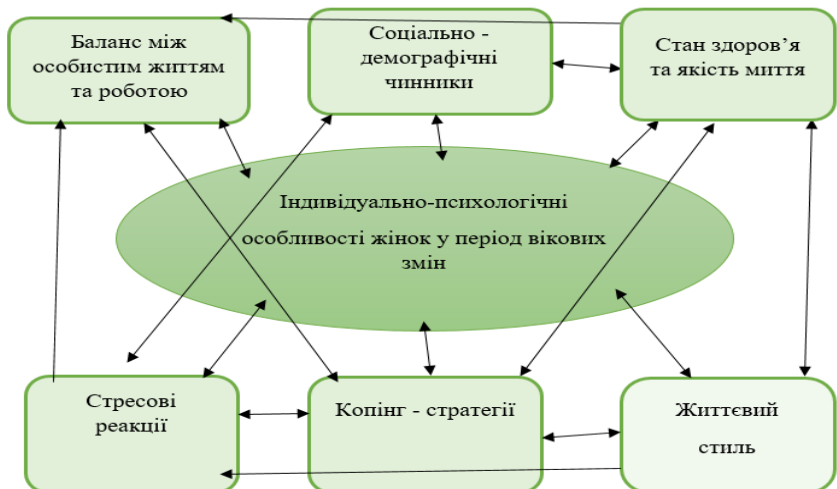 Баланс між
особистим життям
та роботою
Соціально -
демографічні
чинники
Стан здоров’я
та якість миття
Індивідуально-психологічні
особливості жінок у період вікових
змін
Стресові
реакції
Копінг - стратегії
Життєвий
стиль